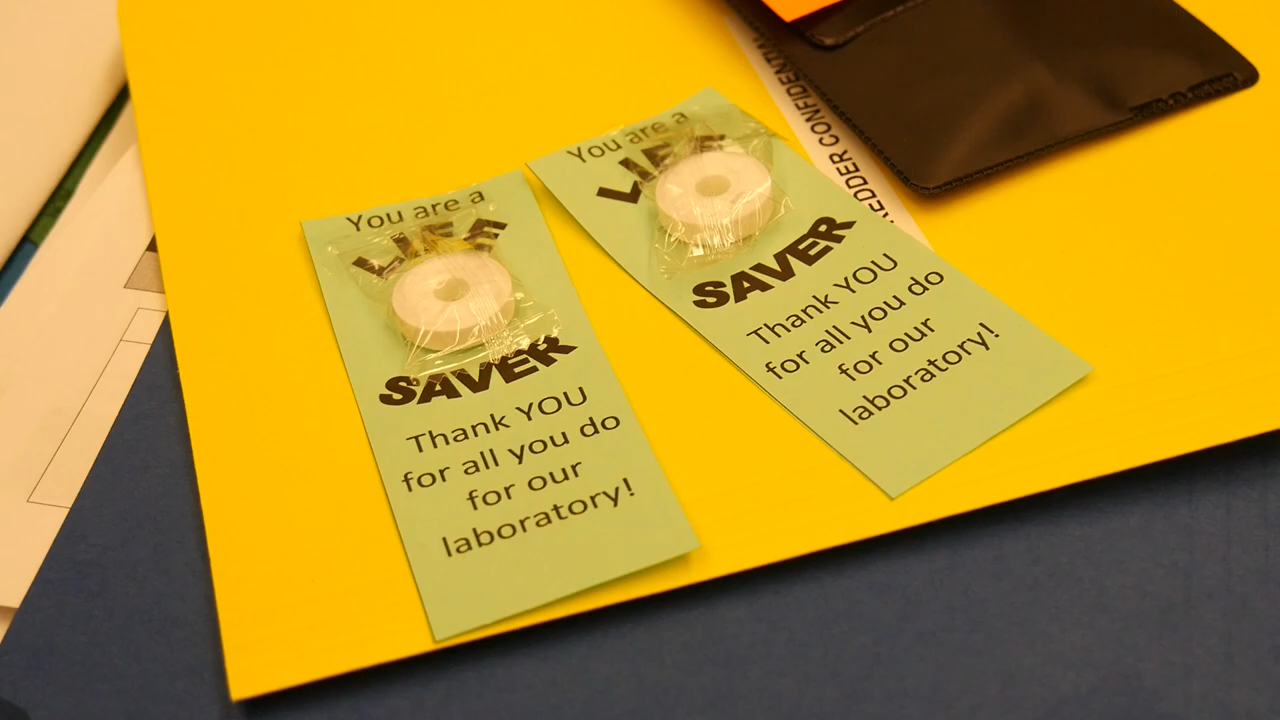 You are a
LIFE
SAVER
Thank YOU
for all you do
for our
laboratory!
You are a
LIFE
SAVER
Thank YOU
for all you do
for our
laboratory!
CONFIDENTIAL